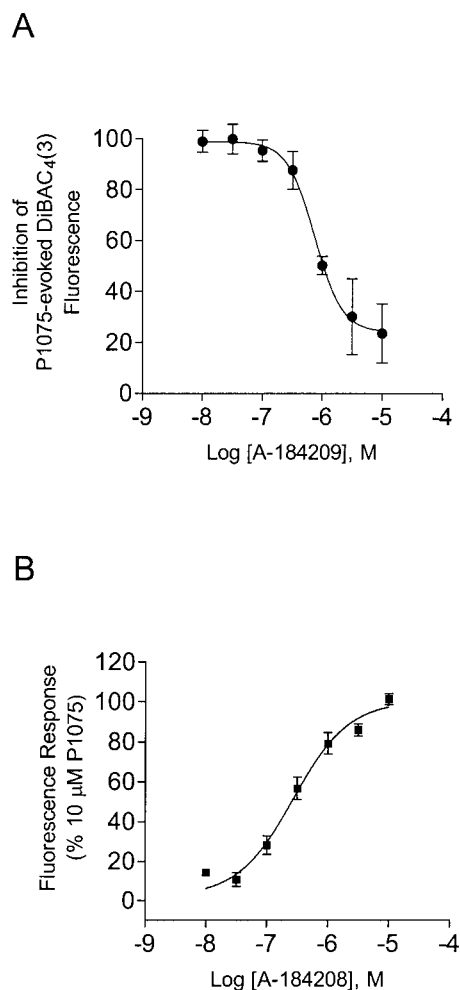 A
Inhibition of
P1075-evoked DiBAC4(3)
Fluorescence
100
80
60
40
20
0
-9 -8 -7 -6 -5 -4
Log [A-184209], M
B
Fluorescence Response
(% 10 μM P1075)
120
100
80
60
40
20
0
-9 -8 -7 -6 -5 -4
Log [A-184208], M